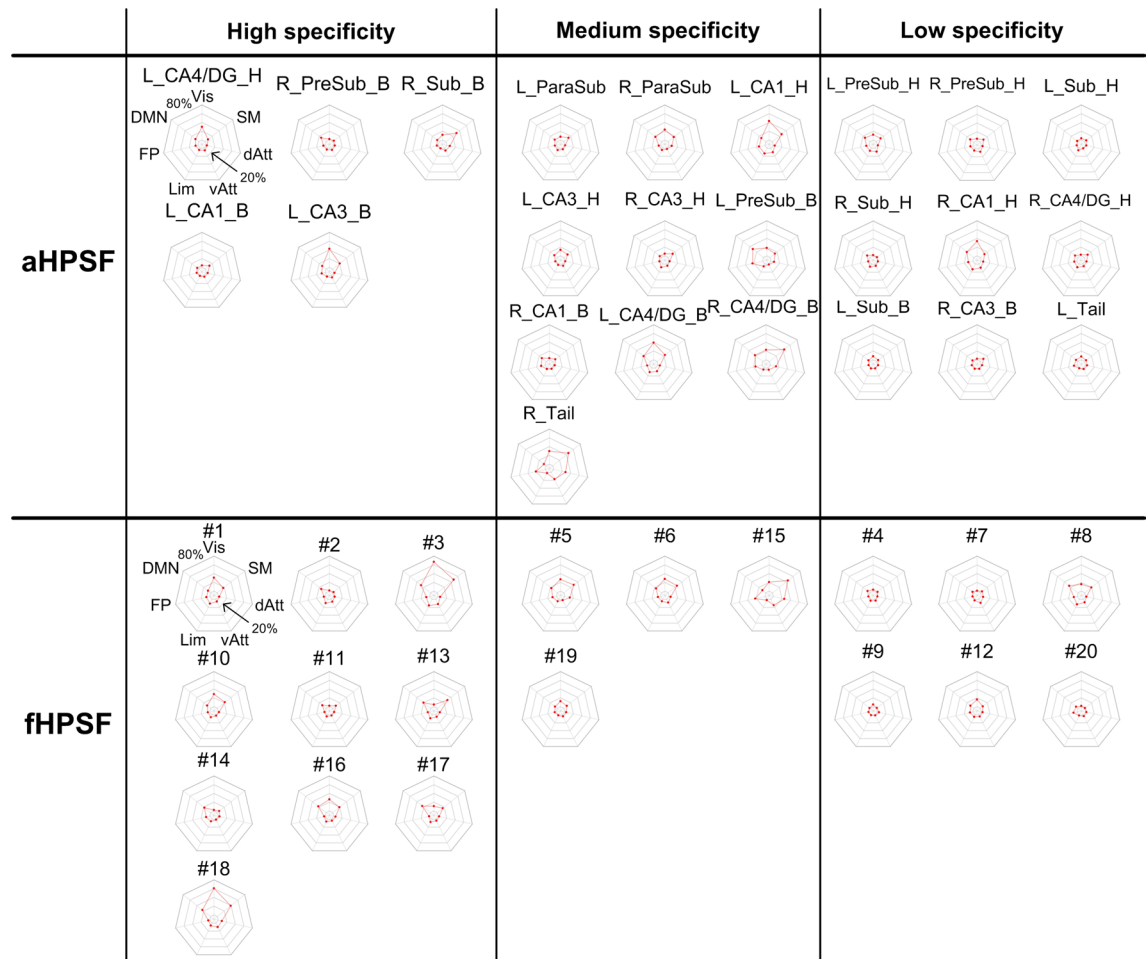 High specificity Medium specificity Low specificity
aHPSF
L_CA4/DG_H R_PreSub_B R_Sub_B L_ParaSub R_ParaSub L_CA1_H L_PreSub_H R_PreSub_H L_Sub_H
Vis
80%
DMN SM
FP dAtt
20%
Lim vAtt
L_CA1_B L_CA3_B L_CA3_H R_CA3_H L_PreSub_B R_Sub_H R_CA1_H R_CA4/DG_H
R_CA1_B L_CA4/DG_B R_CA4/DG_B L_Sub_B R_CA3_B L_Tail
R_Tail
fHPSF
#1 #2 #3 #5 #6 #15 #4 #7 #8
Vis
80%
DMN SM
FP dAtt
20%
Lim vAtt
#10 #11 #13 #19 #9 #12 #20
#14 #16 #17
#18